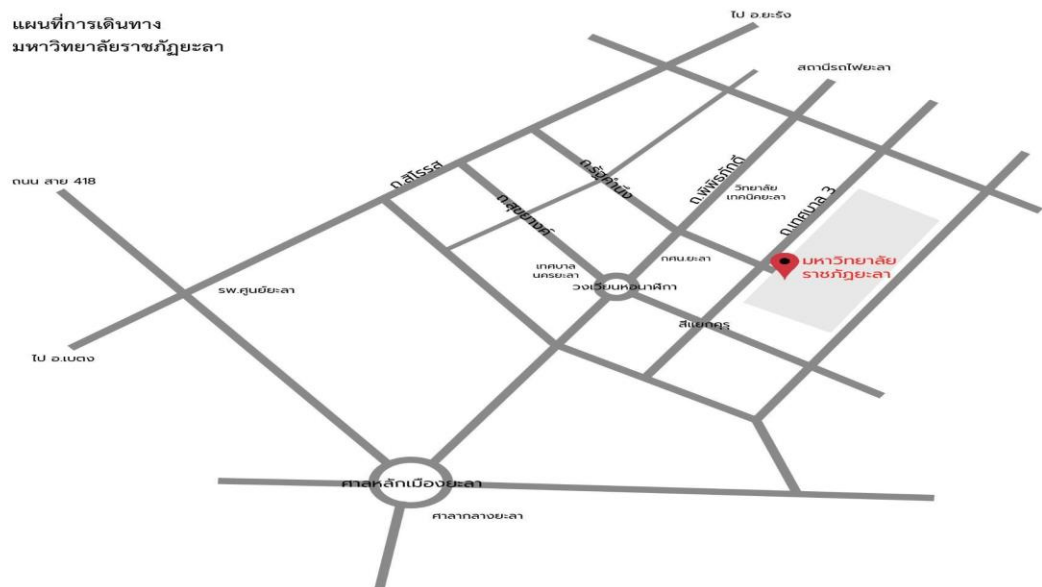 แผนที่การเดินทาง
มหาวิทยาลัยราชภัฏยะลา
ไป อ.ยะรัง
สถานีรถไฟยะลา
ถนน สาย 418
ถ.สิโรรส
ถ.รัฐคำนึง
ถ.พิพิธภักดี
วิทยาลัย
เทคนิคยะลา
ถ.เทศบาล 3
ถ.สุขยางค์
กศน.ยะลา
มหาวิทยาลัย
ราชภัฏยะลา
เทศบาล
นครยะลา
วงเวียนหอนาฬิกา
รพ.ศูนย์ยะลา
สี่แยกคุรุ
ไป อ.เบตง
ศาลหลักเมืองยะลา
ศาลากลางยะลา